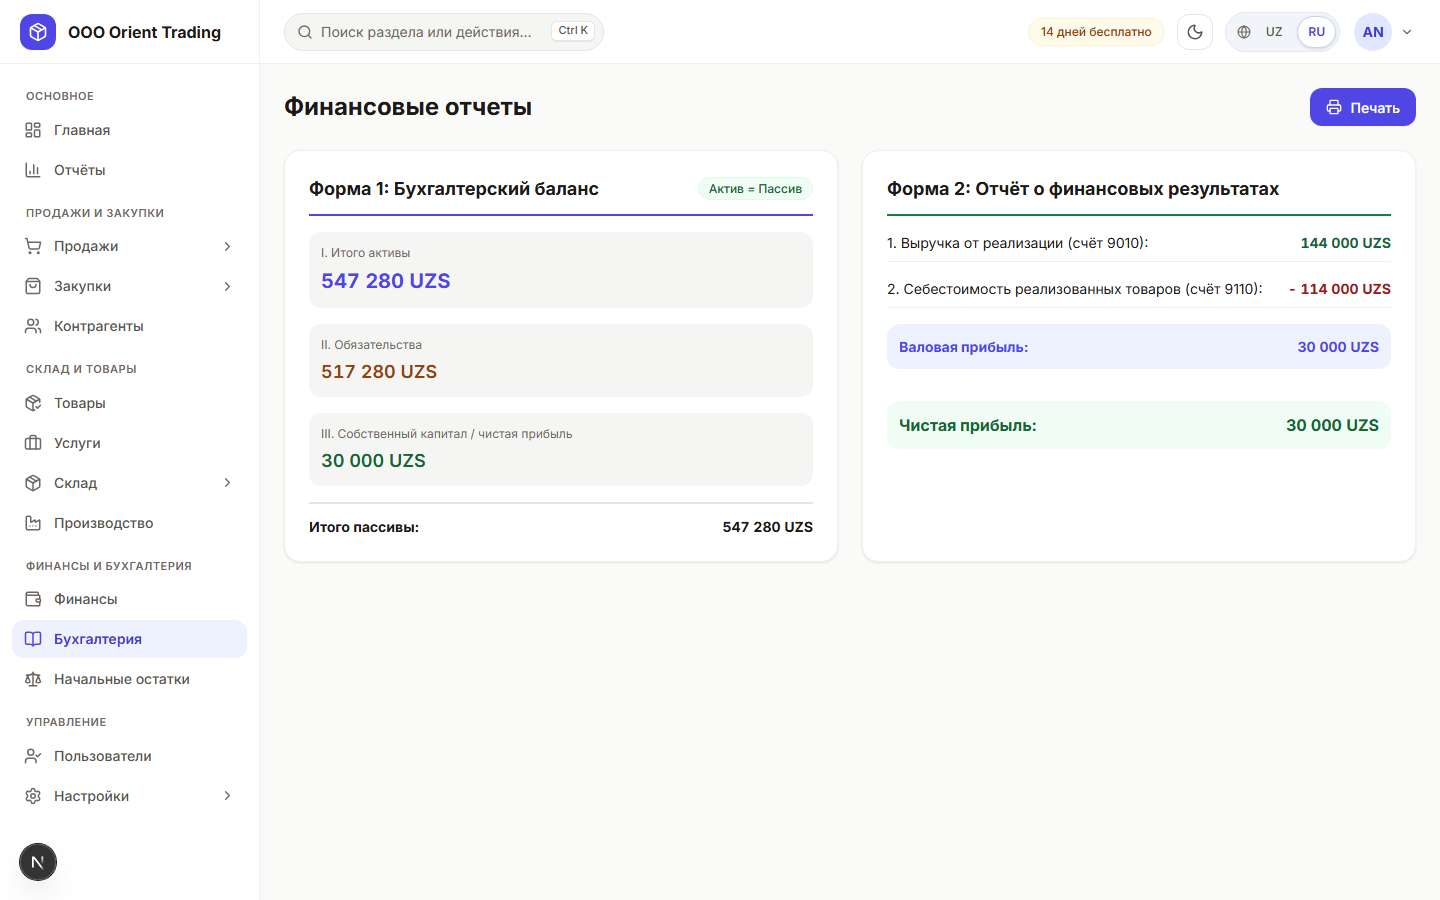 OOO Orient Trading
Поиск раздела или действия...
Ctrl K
14 дней бесплатно
UZ
RU
AN
ОСНОВНОЕ
Главная
Отчёты
ПРОДАЖИ И ЗАКУПКИ
Продажи
Закупки
Контрагенты
СКЛАД И ТОВАРЫ
Товары
Услуги
Склад
Производство
ФИНАНСЫ И БУХГАЛТЕРИЯ
Финансы
Бухгалтерия
Начальные остатки
УПРАВЛЕНИЕ
Пользователи
Настройки
N
Финансовые отчеты
Печать
Форма 1: Бухгалтерский баланс
Актив = Пассив
I. Итого активы
547 280 UZS
II. Обязательства
517 280 UZS
III. Собственный капитал / чистая прибыль
30 000 UZS
Итого пассивы: 547 280 UZS
Форма 2: Отчёт о финансовых результатах
1. Выручка от реализации (счёт 9010): 144 000 UZS
2. Себестоимость реализованных товаров (счёт 9110): - 114 000 UZS
Валовая прибыль: 30 000 UZS
Чистая прибыль: 30 000 UZS